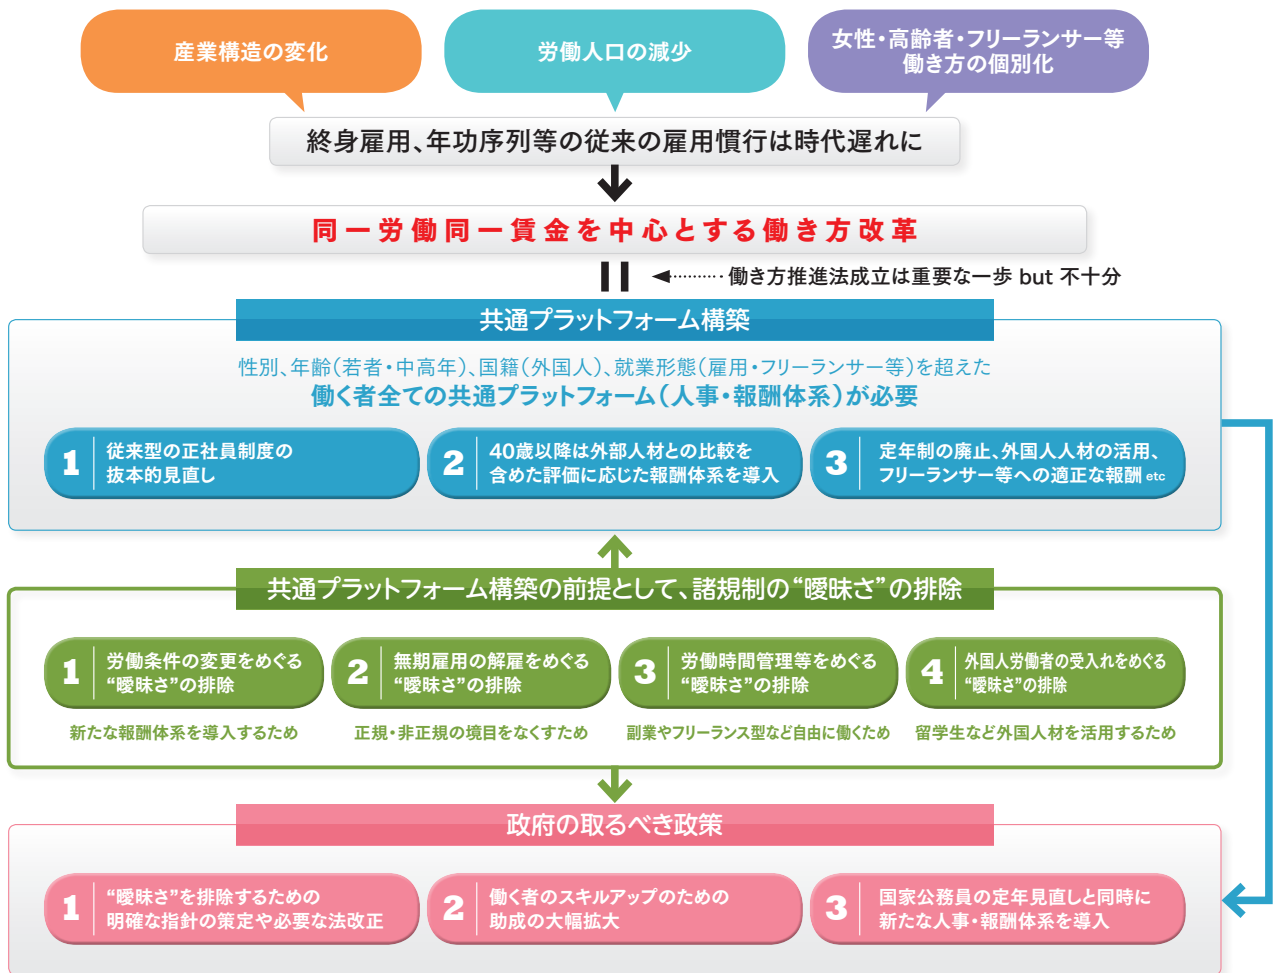 産業構造の変化
労働人口の減少
女性・高齢者・フリーランサー等
働き方の個別化
終身雇用、年功序列等の従来の雇用慣行は時代遅れに
同一労働同一賃金を中心とする働き方改革
働き方推進法成立は重要な一歩 but 不十分
共通プラットフォーム構築
性別、年齢（若者・中高年）、国籍（外国人）、就業形態（雇用・フリーランサー等）を超えた
働く者全ての共通プラットフォーム（人事・報酬体系）が必要
1 従来型の正社員制度の
抜本的見直し
2 40歳以降は外部人材との比較を
含めた評価に応じた報酬体系を導入
3 定年制の廃止、外国人人材の活用、
フリーランサー等への適正な報酬 etc
共通プラットフォーム構築の前提として、諸規制の“曖昧さ”の排除
1 労働条件の変更をめぐる
“曖昧さ”の排除
新たな報酬体系を導入するため
2 無期雇用の解雇をめぐる
“曖昧さ”の排除
正規・非正規の境目をなくすため
3 労働時間管理等をめぐる
“曖昧さ”の排除
副業やフリーランス型など自由に働くため
4 外国人労働者の受入れをめぐる
“曖昧さ”の排除
留学生など外国人材を活用するため
政府の取るべき政策
1 “曖昧さ”を排除するための
明確な指針の策定や必要な法改正
2 働く者のスキルアップのための
助成の大幅拡大
3 国家公務員の定年見直しと同時に
新たな人事・報酬体系を導入